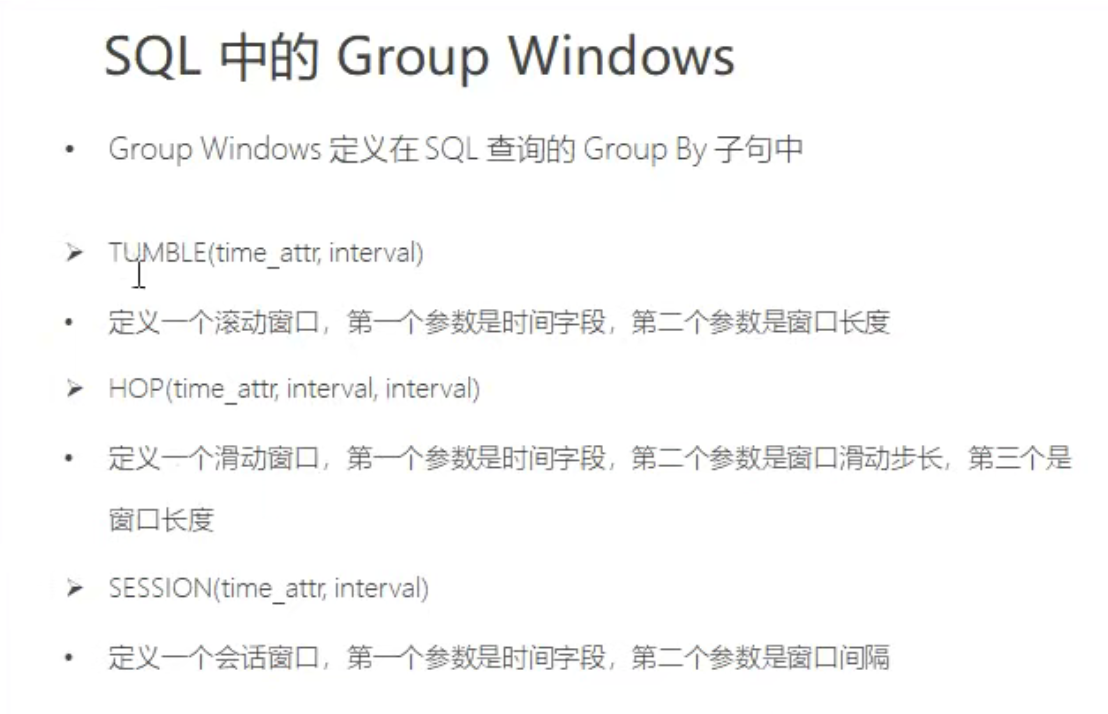 SQL 中的 Group Windows
• Group Windows 定义在 SQL 查询的 Group By 子句中
➢ TUMBLE(time_attr, interval)
• 定义一个滚动窗口，第一个参数是时间字段，第二个参数是窗口长度
➢ HOP(time_attr, interval, interval)
• 定义一个滑动窗口，第一个参数是时间字段，第二个参数是窗口滑动步长，第三个是
窗口长度
➢ SESSION(time_attr, interval)
• 定义一个会话窗口，第一个参数是时间字段，第二个参数是窗口间隔